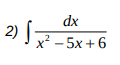 2) ∫ dx / (x² – 5x + 6)